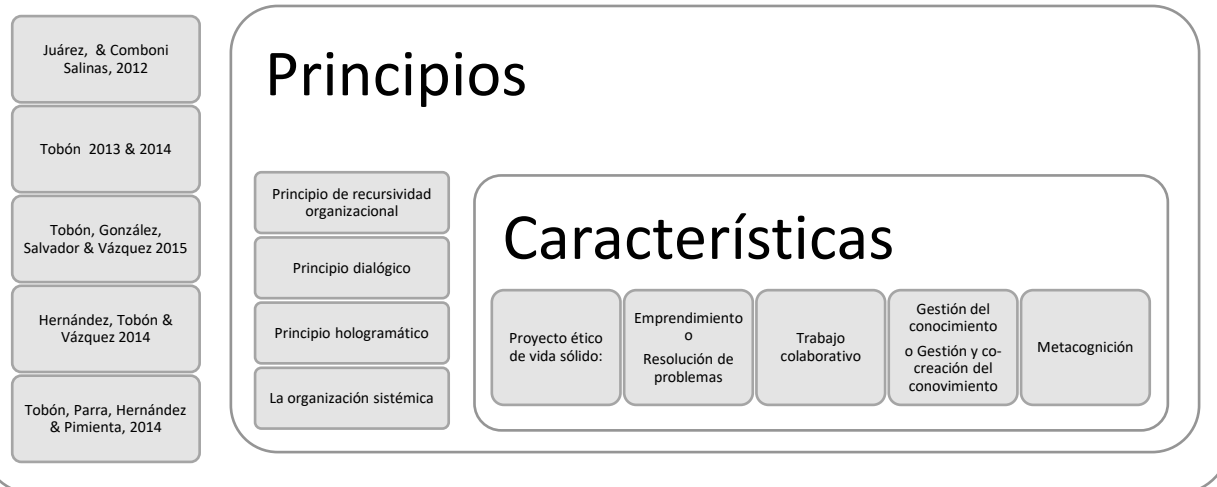 Juárez, & Comboni
Salinas, 2012
Tobón 2013 & 2014
Tobón, González,
Salvador & Vázquez 2015
Hernández, Tobón &
Vázquez 2014
Tobón, Parra, Hernández
& Pimienta, 2014
Principios
Principio de recursividad
organizacional
Principio dialógico
Principio hologramático
La organización sistémica
Características
Proyecto ético
de vida sólido:
Emprendimiento
o
Resolución de
problemas
Trabajo
colaborativo
Gestión del
conocimiento
o Gestión y co-
creación del
conovimiento
Metacognición